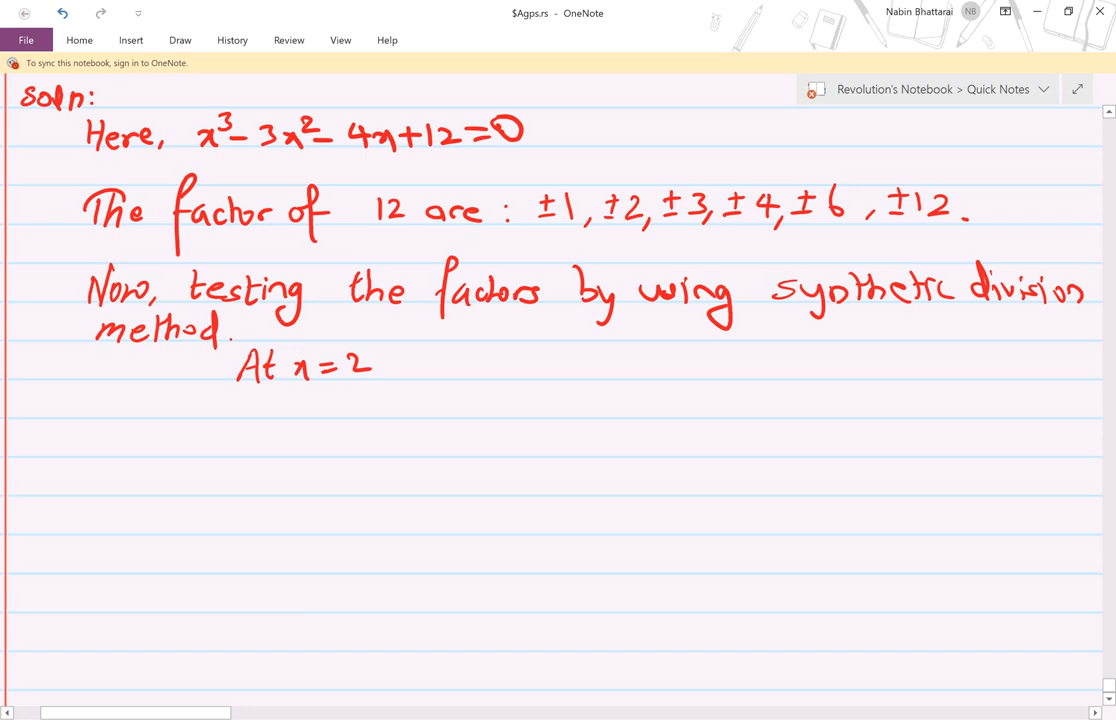 $Agps.rs - OneNote
Nabin Bhattarai NB
File Home Insert Draw History Review View Help
To sync this notebook, sign in to OneNote.
Revolution's Notebook > Quick Notes
Soln:
Here, x³- 3x²- 4x+12=0
The factor of 12 are : ±1, ±2, ±3, ±4, ±6, ±12.
Now, testing the factors by using synthetic division
method.
At x=2